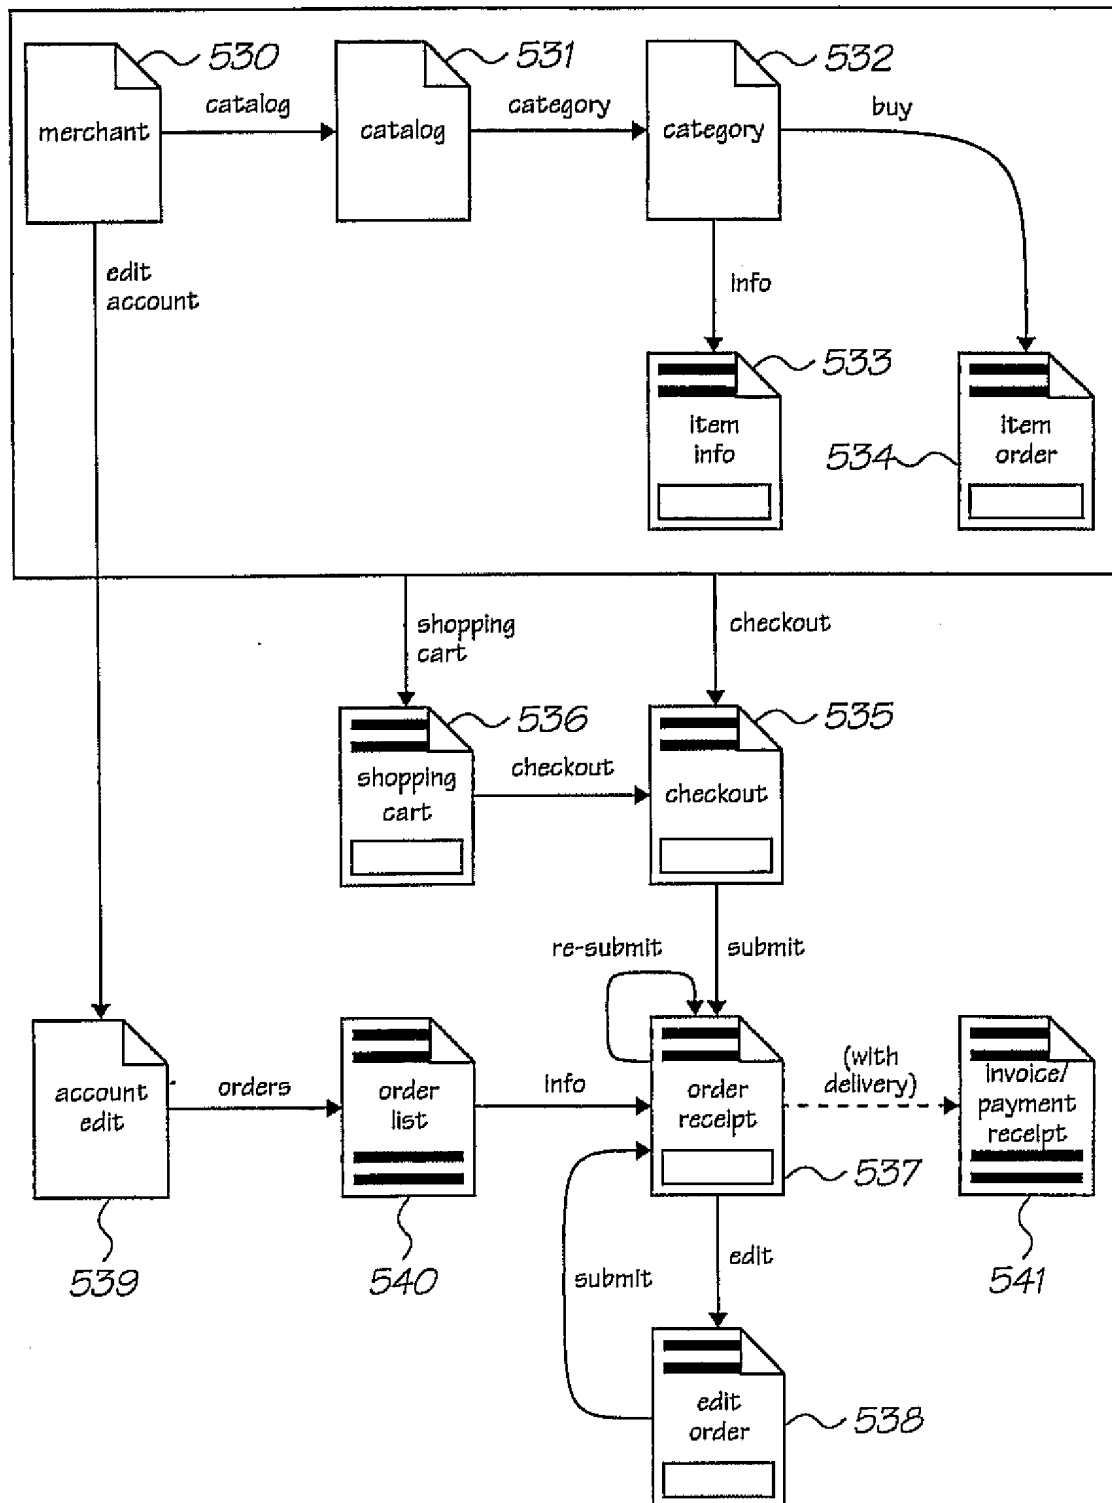 530
531
532
merchant
catalog
catalog
category
category
buy
edit
account
info
533
item
info
534
item
order
shopping
cart
checkout
536
535
shopping
cart
checkout
checkout
re-submit
submit
account
edit
orders
order
list
info
order
receipt
(with
delivery)
invoice/
payment
receipt
537
539
540
submit
edit
541
edit
order
538